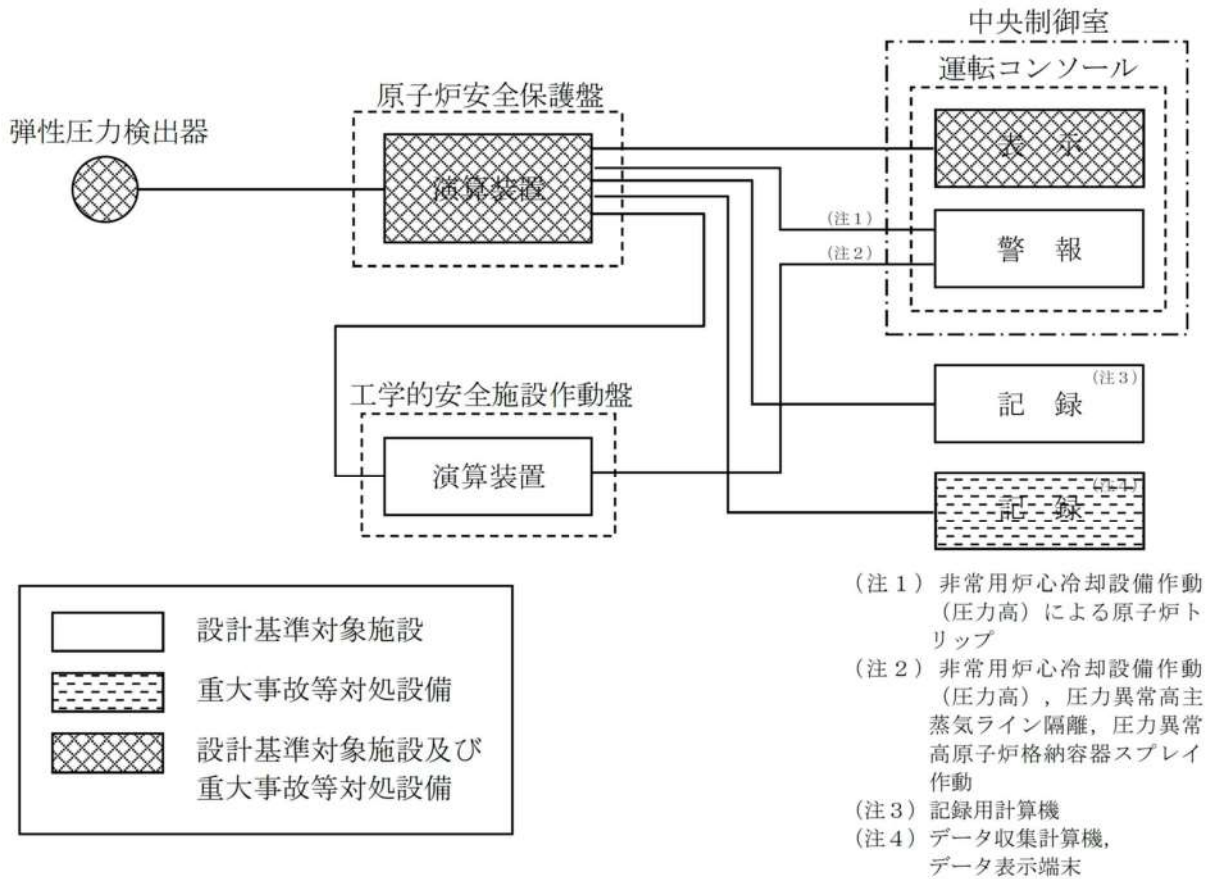 中央制御室
運転コンソール
原子炉安全保護盤
弾性圧力検出器
表 示
演算装置
(注1)
警 報
(注2)
工学的安全施設作動盤
(注3)
記 録
演算装置
(注4)
記 録
設計基準対象施設
重大事故等対処設備
設計基準対象施設及び
重大事故等対処設備
(注1) 非常用炉心冷却設備作動
(圧力高)による原子炉ト
リップ
(注2) 非常用炉心冷却設備作動
(圧力高),圧力異常高主
蒸気ライン隔離,圧力異常
高原子炉格納容器スプレイ
作動
(注3) 記録用計算機
(注4) データ収集計算機,
データ表示端末